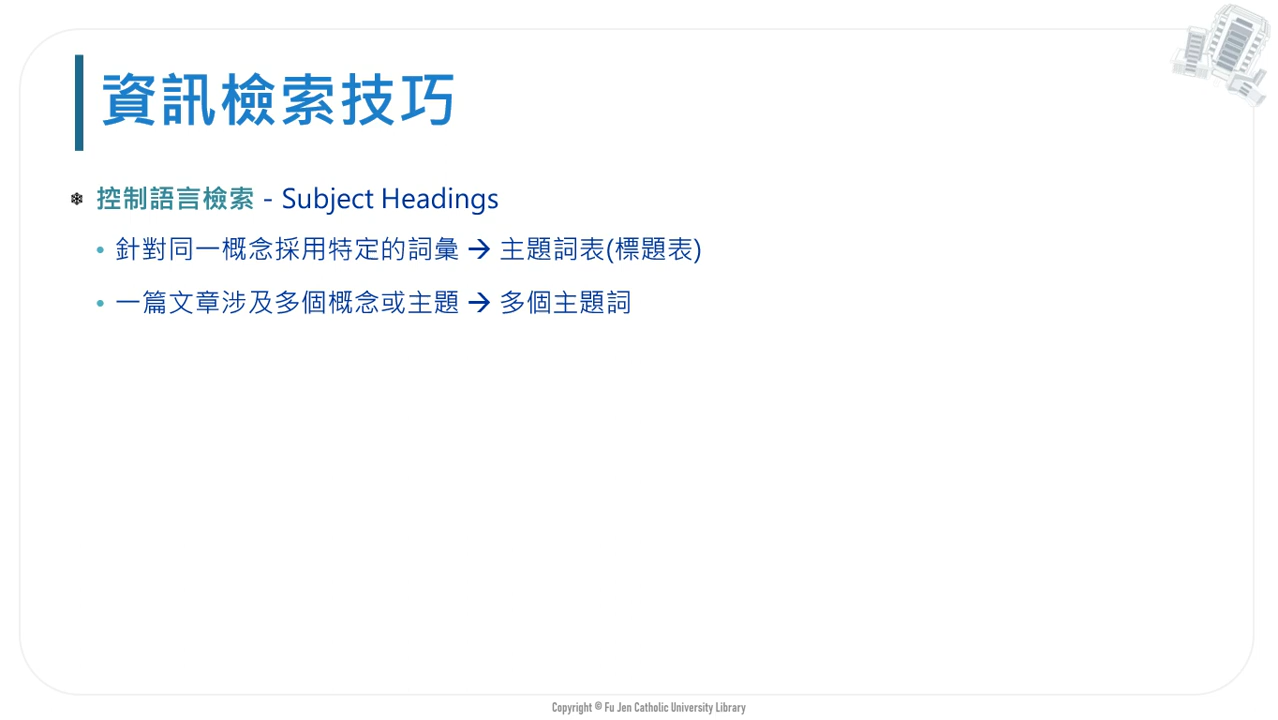 資訊檢索技巧
控制語言檢索 - Subject Headings
針對同一概念採用特定的詞彙 → 主題詞表(標題表)
一篇文章涉及多個概念或主題 → 多個主題詞
Copyright © Fu Jen Catholic University Library